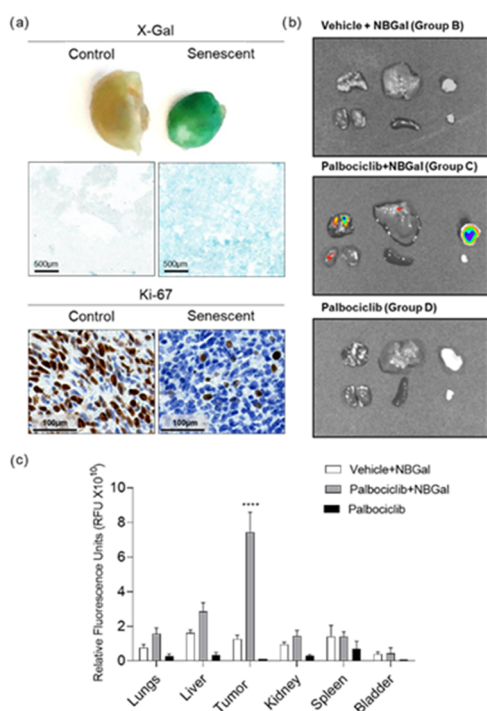 (a)
X-Gal
Control Senescent
500µm 500µm
Ki-67
Control Senescent
100µm 100µm
(b)
Vehicle + NBGal (Group B)
Palbociclib+NBGal (Group C)
Palbociclib (Group D)
(c)
Relative Fluorescence Units (RFU X10¹⁰)
10
8
6
4
2
0
****
Vehicle+NBGal
Palbociclib+NBGal
Palbociclib
Lungs Liver Tumor Kidney Spleen Bladder